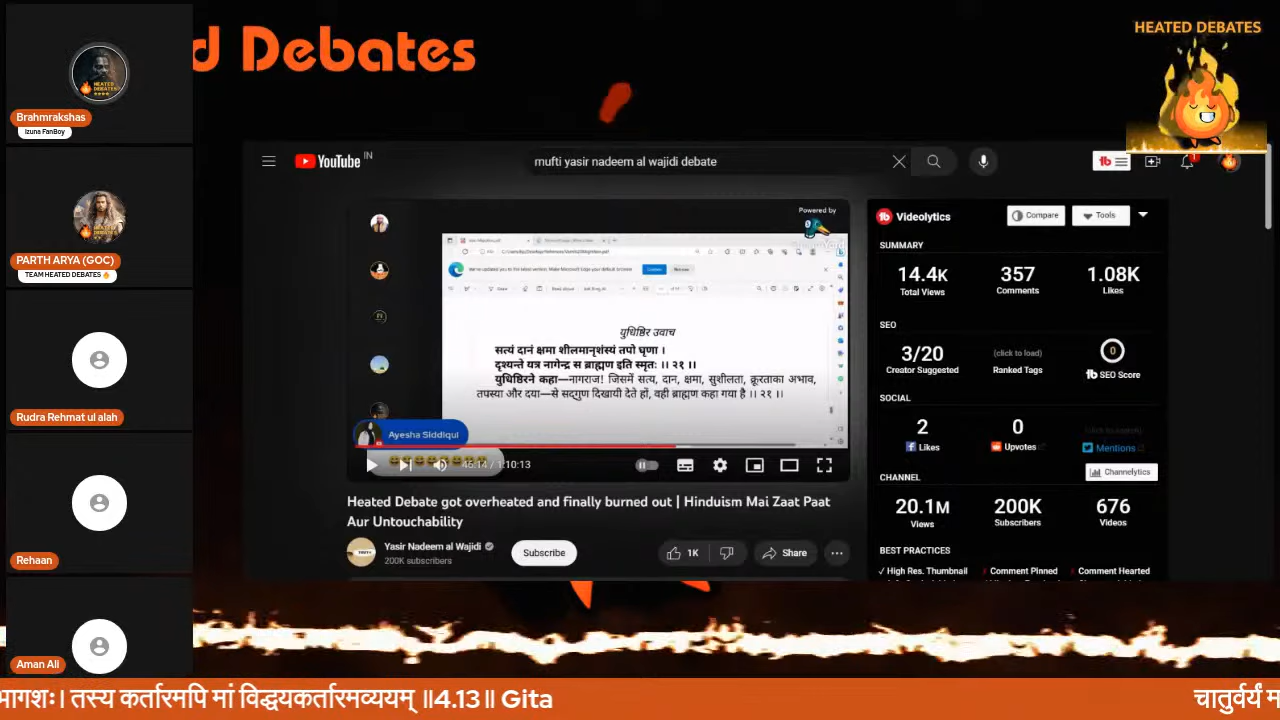 d Debates
HEATED DEBATES
Brahmrakshas
Izuna FanBoy
PARTH ARYA (GOC)
TEAM HEATED DEBATES
Rudra Rehmat ul alah
Rehaan
Aman Ali
YouTube IN
mufti yasir nadeem al wajidi debate
Powered by
युधिष्ठिर उवाच
सत्यं दानं क्षमा शीलमानृशंस्यं तपो घृणा ।
दृश्यन्ते यत्र नागेन्द्र स ब्राह्मण इति स्मृतः ।। २१ ।।
युधिष्ठिरने कहा—नागराज! जिसमें सत्य, दान, क्षमा, सुशीलता, क्रूरताका अभाव,
तपस्या और दया—से सद्गुण दिखायी देते हों, वही ब्राह्मण कहा गया है ।। २१ ।।
Ayesha Siddiqui
46:14 / 1:10:13
Heated Debate got overheated and finally burned out | Hinduism Mai Zaat Paat
Aur Untouchability
Yasir Nadeem al Wajidi
200K subscribers
Subscribe
1K
Share
Videolytics
Compare
Tools
SUMMARY
14.4K 357 1.08K
Total Views Comments Likes
SEO
3/20 (click to load) 0
Creator Suggested Ranked Tags SEO Score
SOCIAL
2 0
Likes Upvotes Mentions
Channelytics
CHANNEL
20.1M 200K 676
Views Subscribers Videos
BEST PRACTICES
✓ High Res. Thumbnail Comment Pinned Comment Hearted
भागशः। तस्य कर्तारमपि मां विद्धयकर्तारमव्ययम् ॥4.13॥ Gita
चातुर्वर्यं म